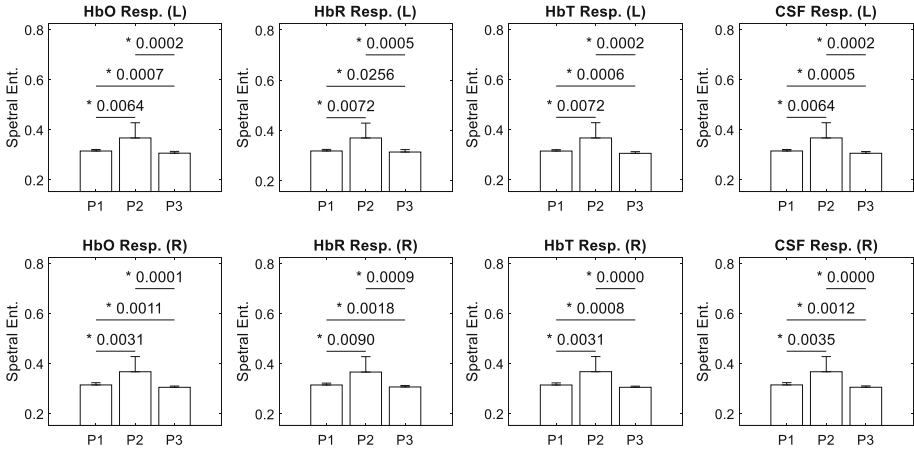 HbO Resp. (L)
0.8
0.6
0.4
0.2
Spetral Ent.
* 0.0002
* 0.0007
* 0.0064
P1 P2 P3
HbR Resp. (L)
0.8
0.6
0.4
0.2
Spetral Ent.
* 0.0005
* 0.0256
* 0.0072
P1 P2 P3
HbT Resp. (L)
0.8
0.6
0.4
0.2
Spetral Ent.
* 0.0002
* 0.0006
* 0.0072
P1 P2 P3
CSF Resp. (L)
0.8
0.6
0.4
0.2
Spetral Ent.
* 0.0002
* 0.0005
* 0.0064
P1 P2 P3
HbO Resp. (R)
0.8
0.6
0.4
0.2
Spetral Ent.
* 0.0001
* 0.0011
* 0.0031
P1 P2 P3
HbR Resp. (R)
0.8
0.6
0.4
0.2
Spetral Ent.
* 0.0009
* 0.0018
* 0.0090
P1 P2 P3
HbT Resp. (R)
0.8
0.6
0.4
0.2
Spetral Ent.
* 0.0000
* 0.0008
* 0.0031
P1 P2 P3
CSF Resp. (R)
0.8
0.6
0.4
0.2
Spetral Ent.
* 0.0000
* 0.0012
* 0.0035
P1 P2 P3